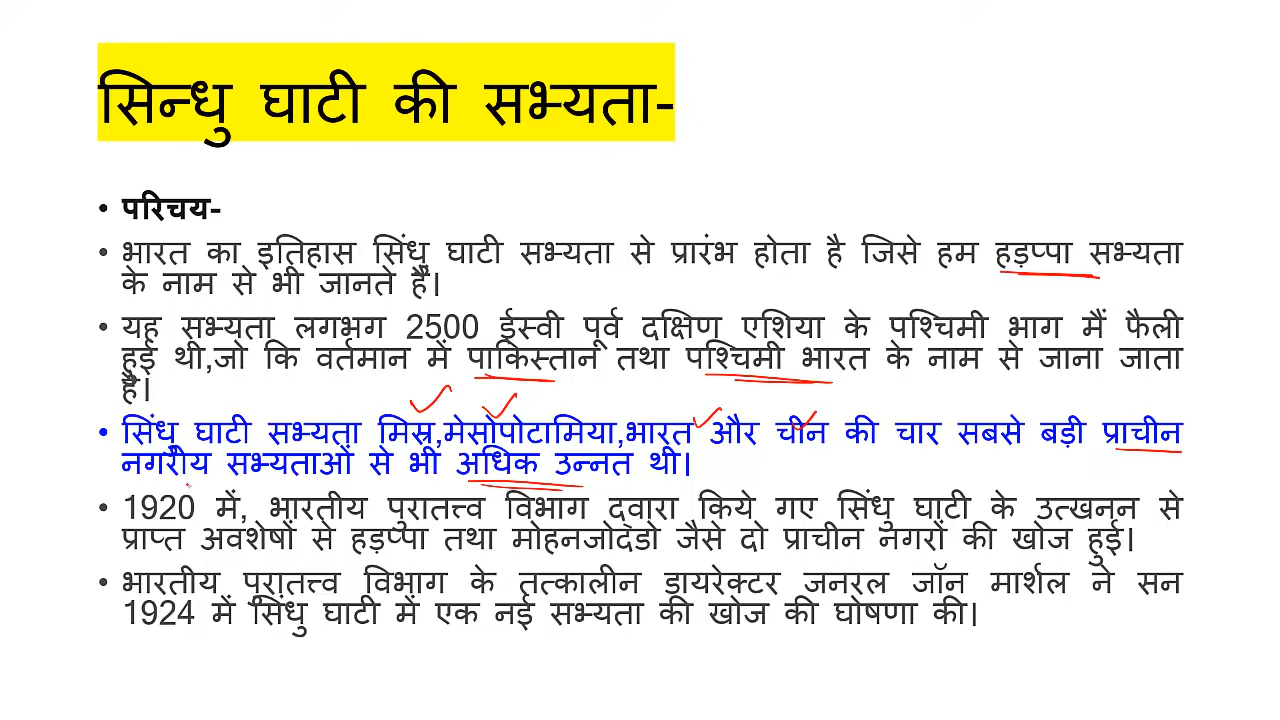 सिन्धु घाटी की सभ्यता-
• परिचय-
• भारत का इतिहास सिंधु घाटी सभ्यता से प्रारंभ होता है जिसे हम हड़प्पा सभ्यता
के नाम से भी जानते हैं।
• यह सभ्यता लगभग 2500 ईस्वी पूर्व दक्षिण एशिया के पश्चिमी भाग मैं फैली
हुई थी,जो कि वर्तमान में पाकिस्तान तथा पश्चिमी भारत के नाम से जाना जाता
है।
• सिंधु घाटी सभ्यता मिस्र,मेसोपोटामिया,भारत और चीन की चार सबसे बड़ी प्राचीन
नगरीय सभ्यताओं से भी अधिक उन्नत थी।
• 1920 में, भारतीय पुरातत्त्व विभाग द्वारा किये गए सिंधु घाटी के उत्खनन से
प्राप्त अवशेषों से हड़प्पा तथा मोहनजोदडो जैसे दो प्राचीन नगरों की खोज हुई।
• भारतीय पुरातत्त्व विभाग के तत्कालीन डायरेक्टर जनरल जॉन मार्शल ने सन
1924 में सिंधु घाटी में एक नई सभ्यता की खोज की घोषणा की।